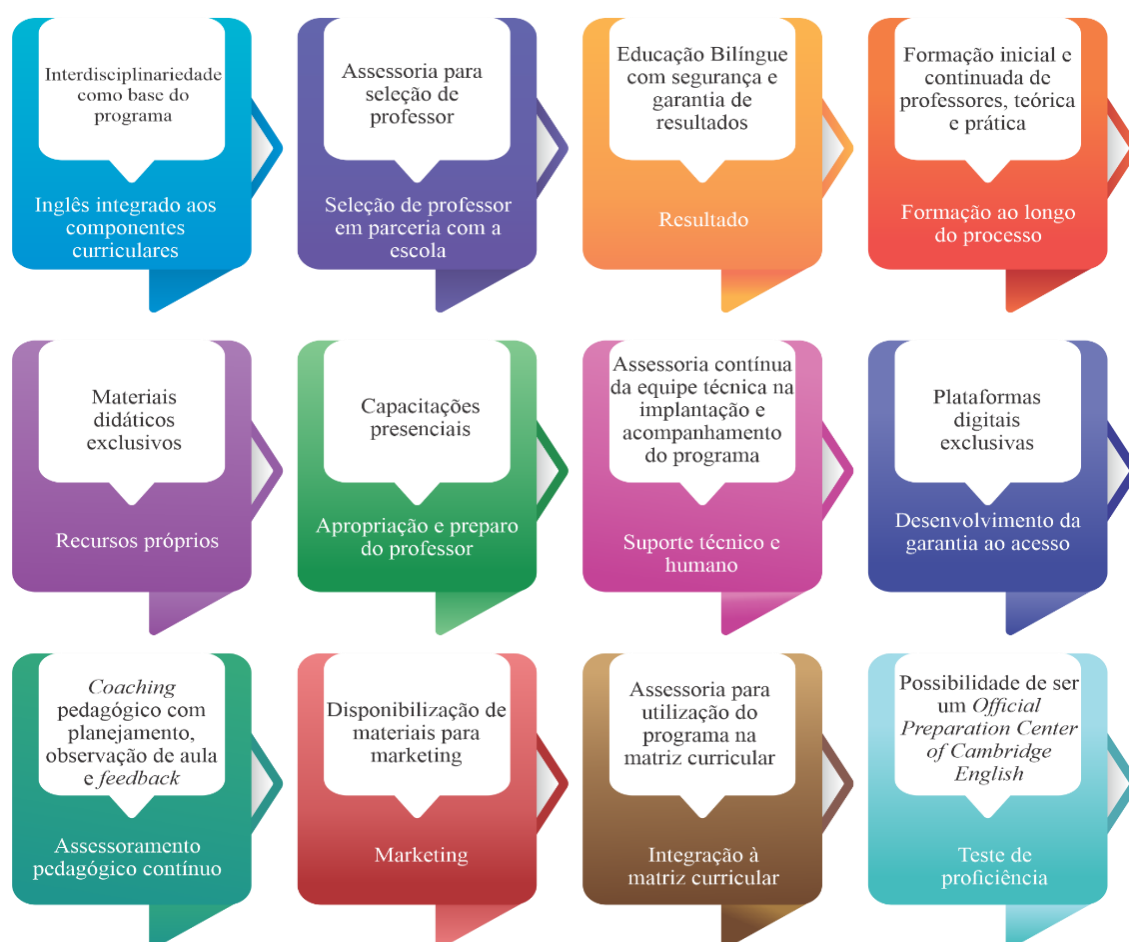 Interdisciplinariedade
como base do
programa
Inglês integrado aos
componentes
curriculares
Assessoria para
seleção de
professor
Seleção de professor
em parceria com a
escola
Educação Bilíngue
com segurança e
garantia de
resultados
Resultado
Formação inicial e
continuada de
professores, teórica
e prática
Formação ao longo
do processo
Materiais
didáticos
exclusivos
Recursos próprios
Capacitações
presenciais
Apropriação e preparo
do professor
Assessoria contínua
da equipe técnica na
implantação e
acompanhamento
do programa
Suporte técnico e
humano
Plataformas
digitais
exclusivas
Desenvolvimento da
garantia ao acesso
Coaching
pedagógico com
planejamento,
observação de aula
e feedback
Assessoramento
pedagógico contínuo
Disponibilização de
materiais para
marketing
Marketing
Assessoria para
utilização do
programa na
matriz curricular
Integração à
matriz curricular
Possibilidade de ser
um Official
Preparation Center
of Cambridge
English
Teste de
proficiência